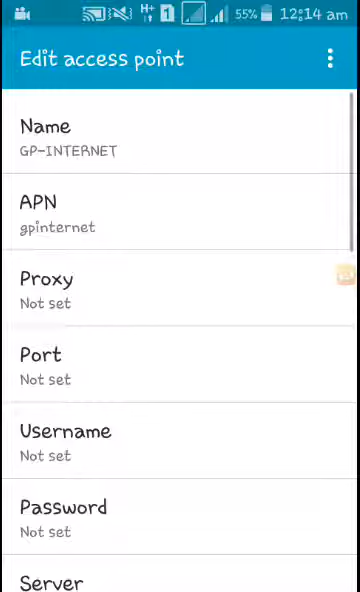 H+ 1 55% 12:14 am
Edit access point
Name
GP-INTERNET
APN
gpinternet
Proxy
Not set
Port
Not set
Username
Not set
Password
Not set
Server